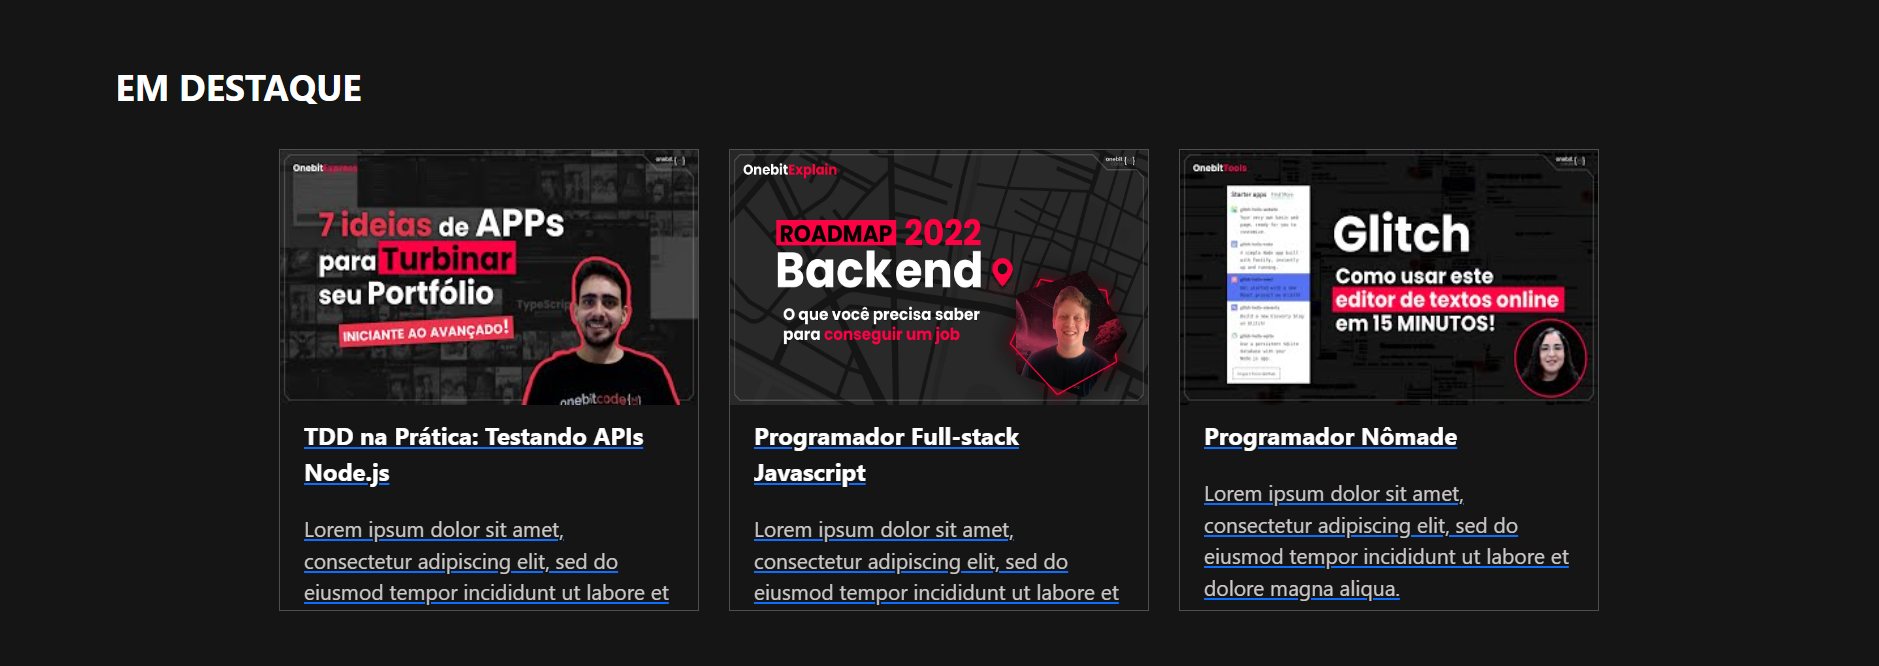 EM DESTAQUE
OnebitExpress
onebit {...}
7 ideias de APPs
para Turbinar
seu Portfólio
TypeScrip
INICIANTE AO AVANÇADO!
onebitcode
TDD na Prática: Testando APIs
Node.js
Lorem ipsum dolor sit amet,
consectetur adipiscing elit, sed do
eiusmod tempor incididunt ut labore et
OnebitExplain
onebit {...}
ROADMAP 2022
Backend
O que você precisa saber
para conseguir um job
Programador Full-stack
Javascript
Lorem ipsum dolor sit amet,
consectetur adipiscing elit, sed do
eiusmod tempor incididunt ut labore et
OnebitTools
onebit {...}
Starter apps Find More
Glitch
Como usar este
editor de textos online
em 15 MINUTOS!
Programador Nômade
Lorem ipsum dolor sit amet,
consectetur adipiscing elit, sed do
eiusmod tempor incididunt ut labore et
dolore magna aliqua.